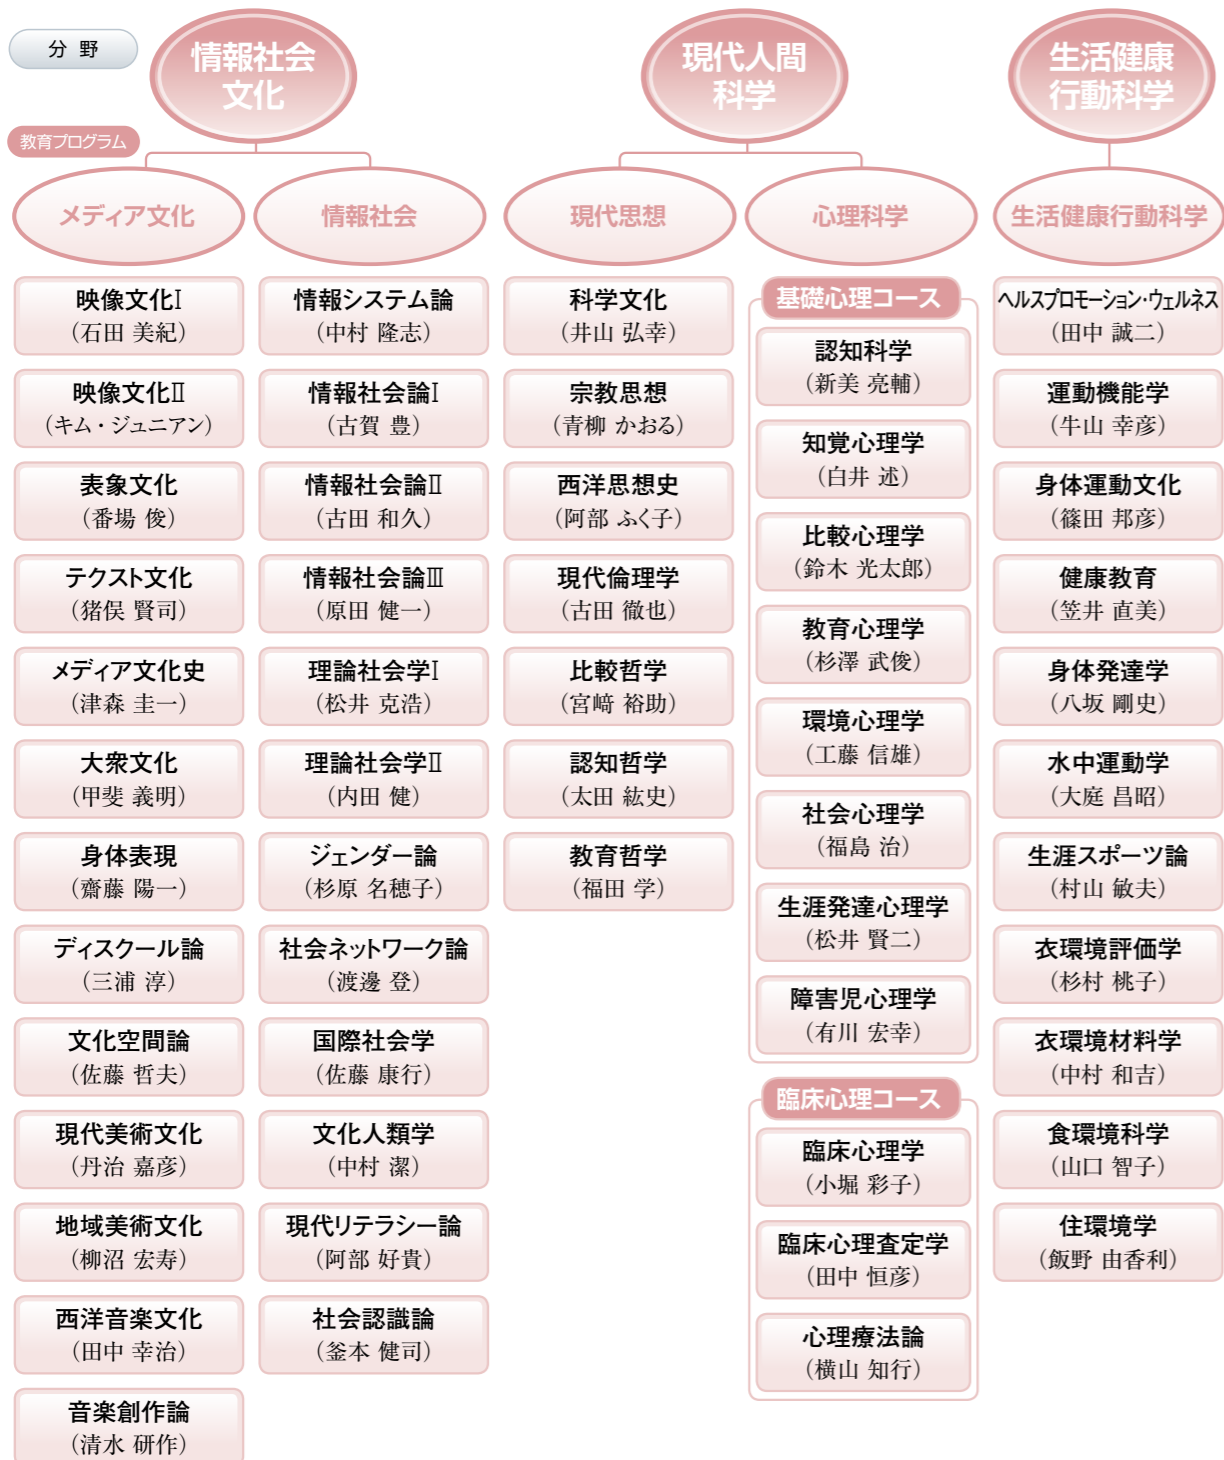 分 野
情報社会
文化
現代人間
科学
生活健康
行動科学
教育プログラム
メディア文化
情報社会
現代思想
心理科学
生活健康行動科学
映像文化Ⅰ
（石田 美紀）
映像文化Ⅱ
（キム・ジュニアン）
表象文化
（番場 俊）
テクスト文化
（猪俣 賢司）
メディア文化史
（津森 圭一）
大衆文化
（甲斐 義明）
身体表現
（齋藤 陽一）
ディスクール論
（三浦 淳）
文化空間論
（佐藤 哲夫）
現代美術文化
（丹治 嘉彦）
地域美術文化
（柳沼 宏寿）
西洋音楽文化
（田中 幸治）
音楽創作論
（清水 研作）
情報システム論
（中村 隆志）
情報社会論Ⅰ
（古賀 豊）
情報社会論Ⅱ
（古田 和久）
情報社会論Ⅲ
（原田 健一）
理論社会学Ⅰ
（松井 克浩）
理論社会学Ⅱ
（内田 健）
ジェンダー論
（杉原 名穂子）
社会ネットワーク論
（渡邊 登）
国際社会学
（佐藤 康行）
文化人類学
（中村 潔）
現代リテラシー論
（阿部 好貴）
社会認識論
（釜本 健司）
科学文化
（井山 弘幸）
宗教思想
（青柳 かおる）
西洋思想史
（阿部 ふく子）
現代倫理学
（古田 徹也）
比較哲学
（宮﨑 裕助）
認知哲学
（太田 紘史）
教育哲学
（福田 学）
基礎心理コース
認知科学
（新美 亮輔）
知覚心理学
（白井 述）
比較心理学
（鈴木 光太郎）
教育心理学
（杉澤 武俊）
環境心理学
（工藤 信雄）
社会心理学
（福島 治）
生涯発達心理学
（松井 賢二）
障害児心理学
（有川 宏幸）
臨床心理コース
臨床心理学
（小堀 彩子）
臨床心理査定学
（田中 恒彦）
心理療法論
（横山 知行）
ヘルスプロモーション・ウェルネス
（田中 誠二）
運動機能学
（牛山 幸彦）
身体運動文化
（篠田 邦彦）
健康教育
（笠井 直美）
身体発達学
（八坂 剛史）
水中運動学
（大庭 昌昭）
生涯スポーツ論
（村山 敏夫）
衣環境評価学
（杉村 桃子）
衣環境材料学
（中村 和吉）
食環境科学
（山口 智子）
住環境学
（飯野 由香利）